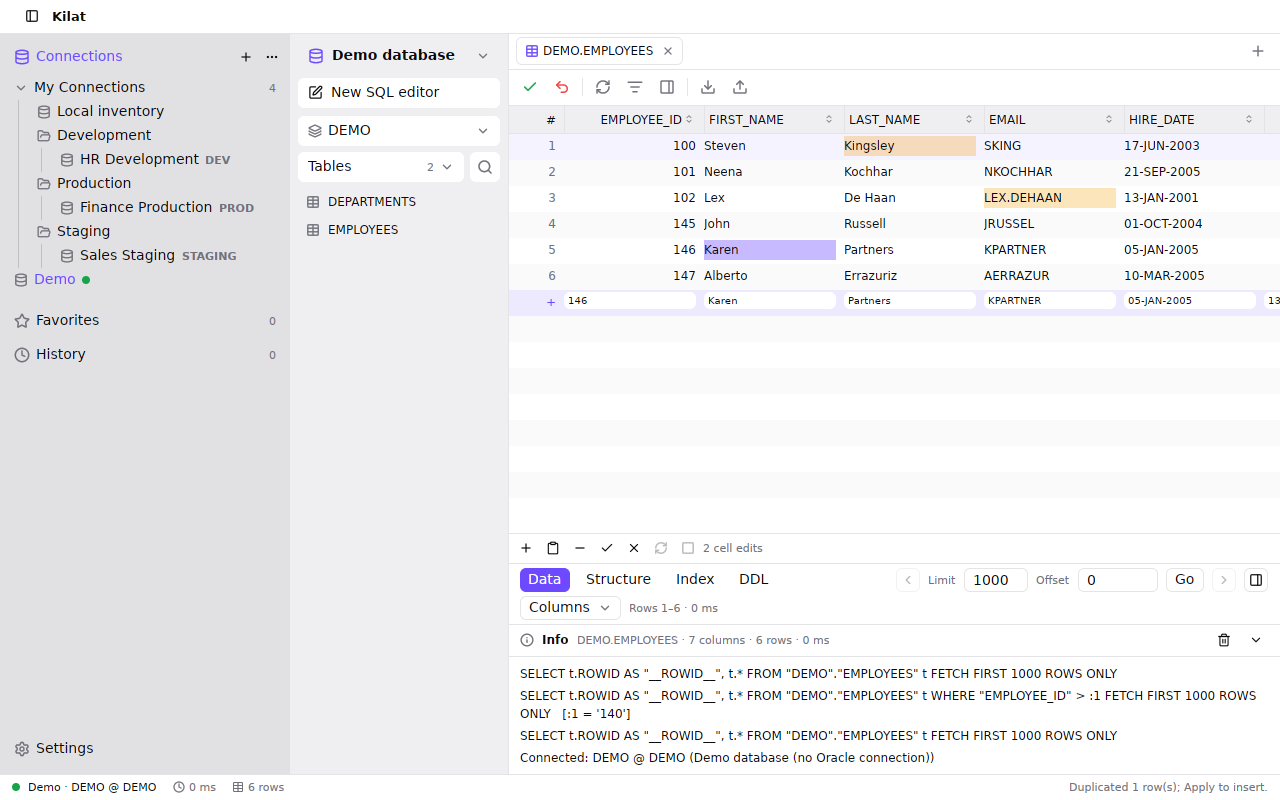 Kilat
Connections
My Connections 4
Local inventory
Development
HR Development DEV
Production
Finance Production PROD
Staging
Sales Staging STAGING
Demo
Favorites 0
History 0
Settings
Demo database
New SQL editor
DEMO
Tables 2
DEPARTMENTS
EMPLOYEES
DEMO.EMPLOYEES
# EMPLOYEE_ID FIRST_NAME LAST_NAME EMAIL HIRE_DATE
1 100 Steven Kingsley SKING 17-JUN-2003
2 101 Neena Kochhar NKOCHHAR 21-SEP-2005
3 102 Lex De Haan LEX.DEHAAN 13-JAN-2001
4 145 John Russell JRUSSEL 01-OCT-2004
5 146 Karen Partners KPARTNER 05-JAN-2005
6 147 Alberto Errazuriz AERRAZUR 10-MAR-2005
+ 146 Karen Partners KPARTNER 05-JAN-2005 13
2 cell edits
Data Structure Index DDL Limit 1000 Offset 0 Go
Columns Rows 1–6 · 0 ms
Info DEMO.EMPLOYEES · 7 columns · 6 rows · 0 ms
SELECT t.ROWID AS "__ROWID__", t.* FROM "DEMO"."EMPLOYEES" t FETCH FIRST 1000 ROWS ONLY
SELECT t.ROWID AS "__ROWID__", t.* FROM "DEMO"."EMPLOYEES" t WHERE "EMPLOYEE_ID" > :1 FETCH FIRST 1000 ROWS
ONLY [:1 = '140']
SELECT t.ROWID AS "__ROWID__", t.* FROM "DEMO"."EMPLOYEES" t FETCH FIRST 1000 ROWS ONLY
Connected: DEMO @ DEMO (Demo database (no Oracle connection))
Demo · DEMO @ DEMO 0 ms 6 rows Duplicated 1 row(s); Apply to insert.